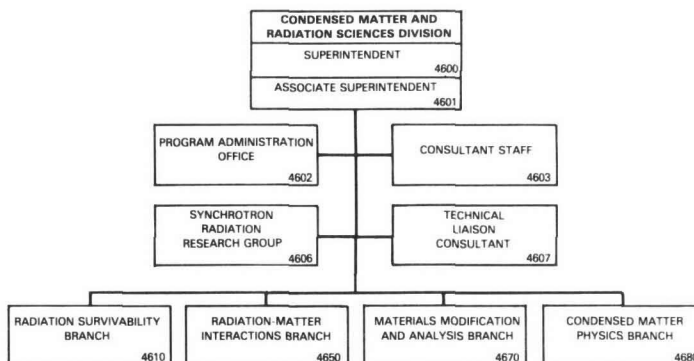 CONDENSED MATTER AND
RADIATION SCIENCES DIVISION
SUPERINTENDENT
4600
ASSOCIATE SUPERINTENDENT
4601
PROGRAM ADMINISTRATION
OFFICE
4602
CONSULTANT STAFF
4603
SYNCHROTRON
RADIATION
RESEARCH GROUP
4606
TECHNICAL
LIAISON
CONSULTANT
4607
RADIATION SURVIVABILITY
BRANCH
4610
RADIATION-MATTER
INTERACTIONS BRANCH
4650
MATERIALS MODIFICATION
AND ANALYSIS BRANCH
4670
CONDENSED MATTER
PHYSICS BRANCH
4680